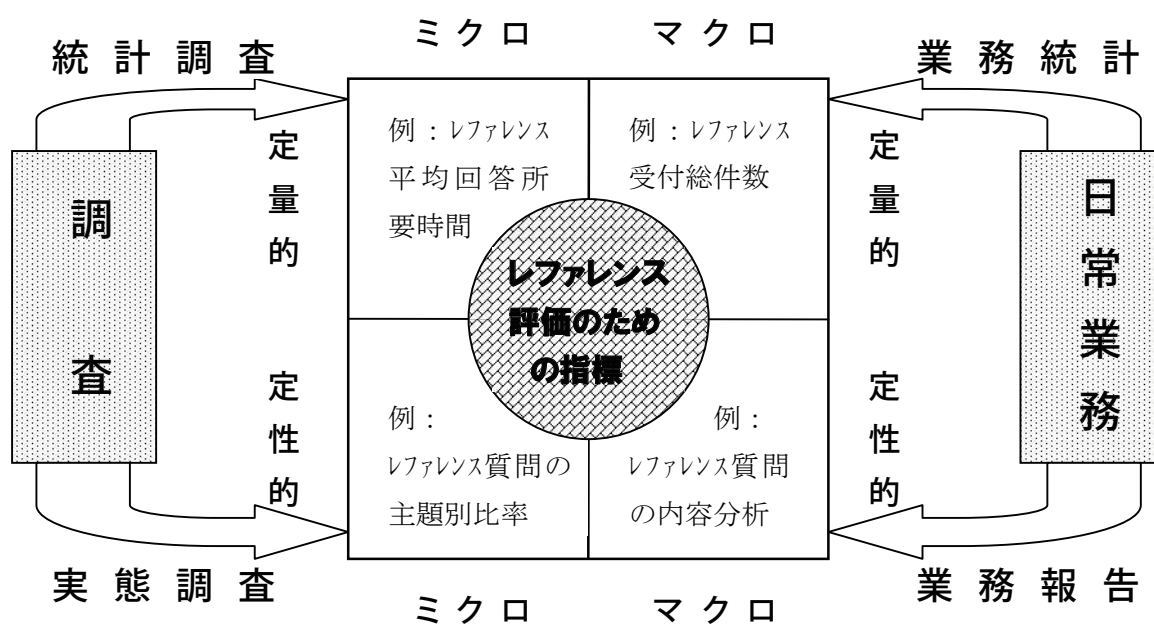 ミクロ
マクロ
統計調査
業務統計
定量的
定量的
例：ﾚﾌｧﾚﾝｽ
平均回答所
要時間
例：ﾚﾌｧﾚﾝｽ
受付総件数
調査
日常業務
レファレンス
評価のため
の指標
定性的
定性的
例：
ﾚﾌｧﾚﾝｽ質問の
主題別比率
例：
ﾚﾌｧﾚﾝｽ質問
の内容分析
実態調査
業務報告
ミクロ
マクロ